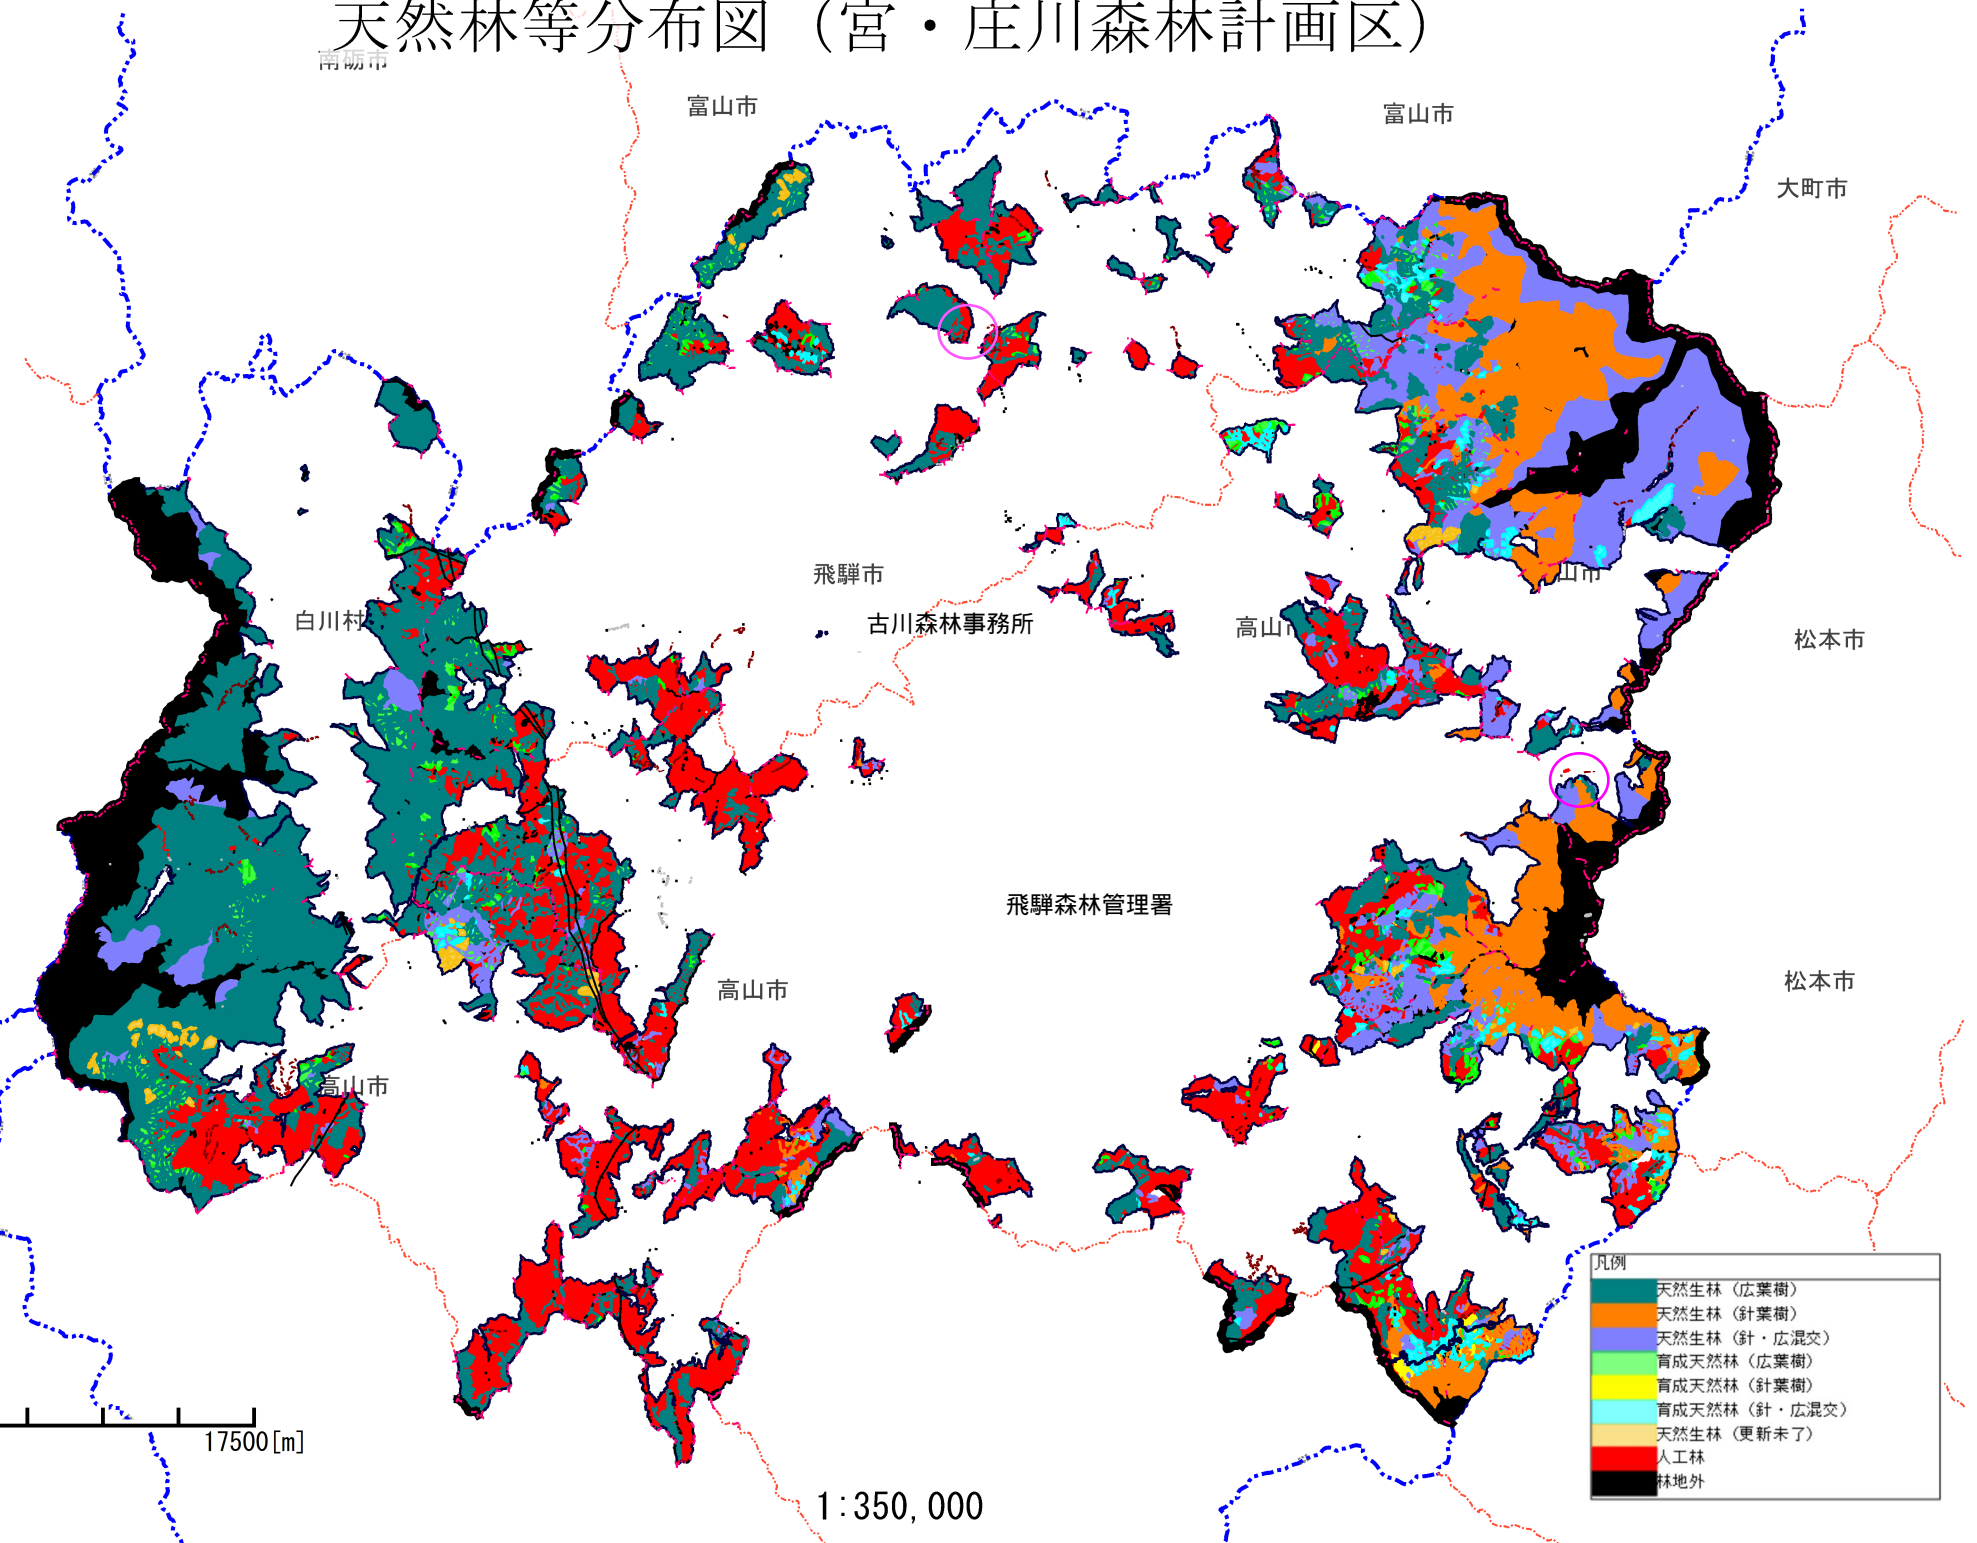 天然林等分布図（宮・庄川森林計画区）
南砺市
富山市
富山市
大町市
飛騨市
白川村
古川森林事務所
高山市
山市
松本市
飛騨森林管理署
高山市
松本市
高山市
凡例
天然生林（広葉樹）
天然生林（針葉樹）
天然生林（針・広混交）
育成天然林（広葉樹）
育成天然林（針葉樹）
育成天然林（針・広混交）
天然生林（更新未了）
人工林
林地外
17500[m]
1:350,000